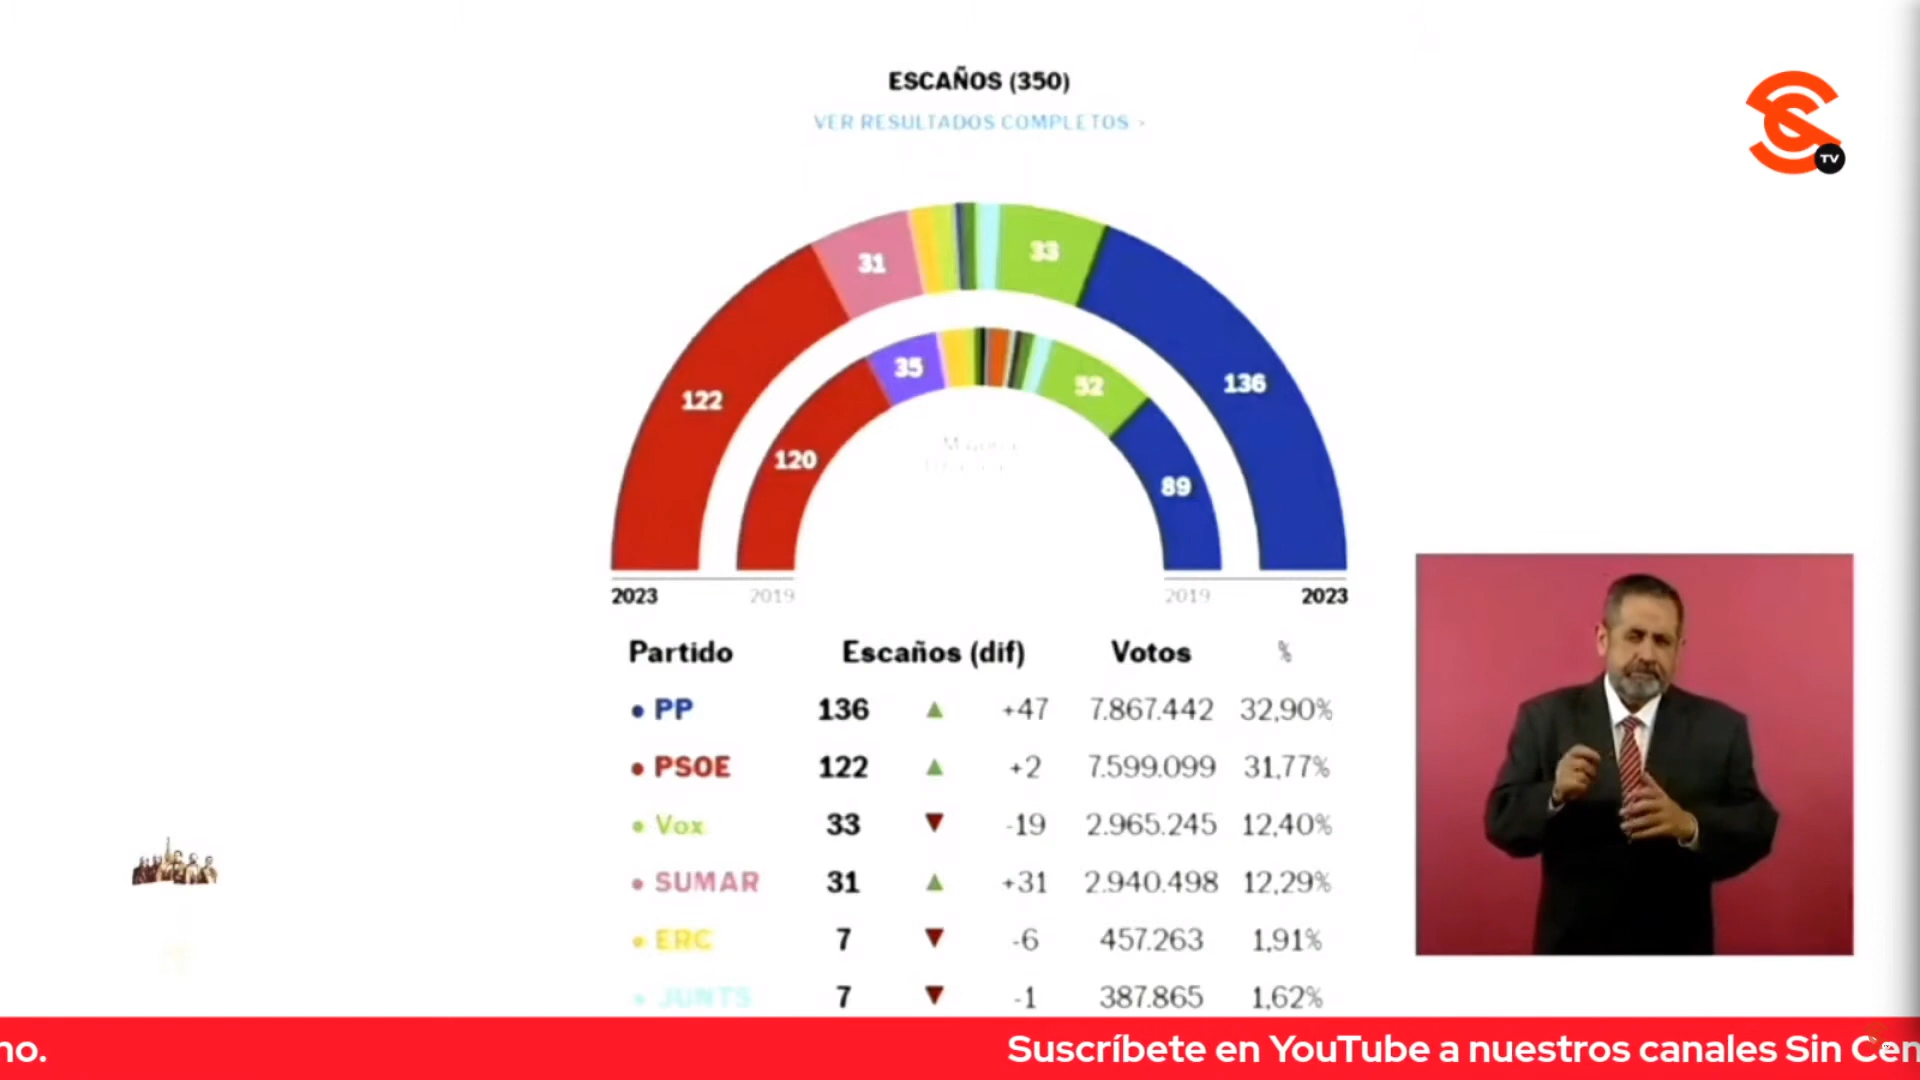 ESCAÑOS (350)
VER RESULTADOS COMPLETOS >
TV
31
33
122
35
52
136
120
89
2023
2019
2019
2023
Partido Escaños (dif) Votos %
PP 136 +47 7.867.442 32,90%
PSOE 122 +2 7.599.099 31,77%
Vox 33 -19 2.965.245 12,40%
SUMAR 31 +31 2.940.498 12,29%
ERC 7 -6 457.263 1,91%
JUNTS 7 -1 387.865 1,62%
no. Suscríbete en YouTube a nuestros canales Sin Cen